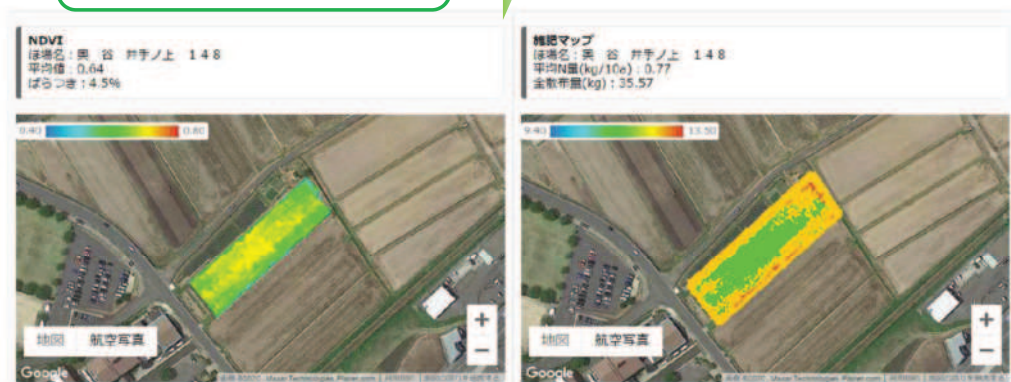 NDVI
ほ場名：奥 谷 井手ノ上 148
平均値：0.64
ばらつき：4.5%
0.40 0.80
地図 航空写真
Google
+
−
施肥マップ
ほ場名：奥 谷 井手ノ上 148
平均N量(kg/10a)：0.77
全散布量(kg)：35.57
9.40 13.50
地図 航空写真
Google
+
−